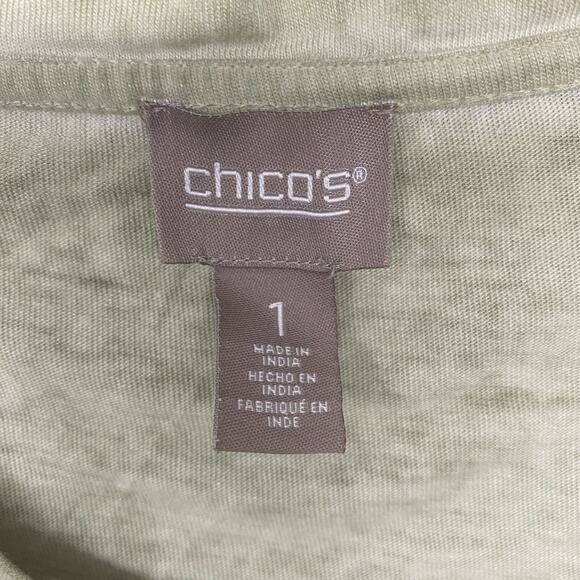 chico's®
1
MADE IN
INDIA
HECHO EN
INDIA
FABRIQUÉ EN
INDE